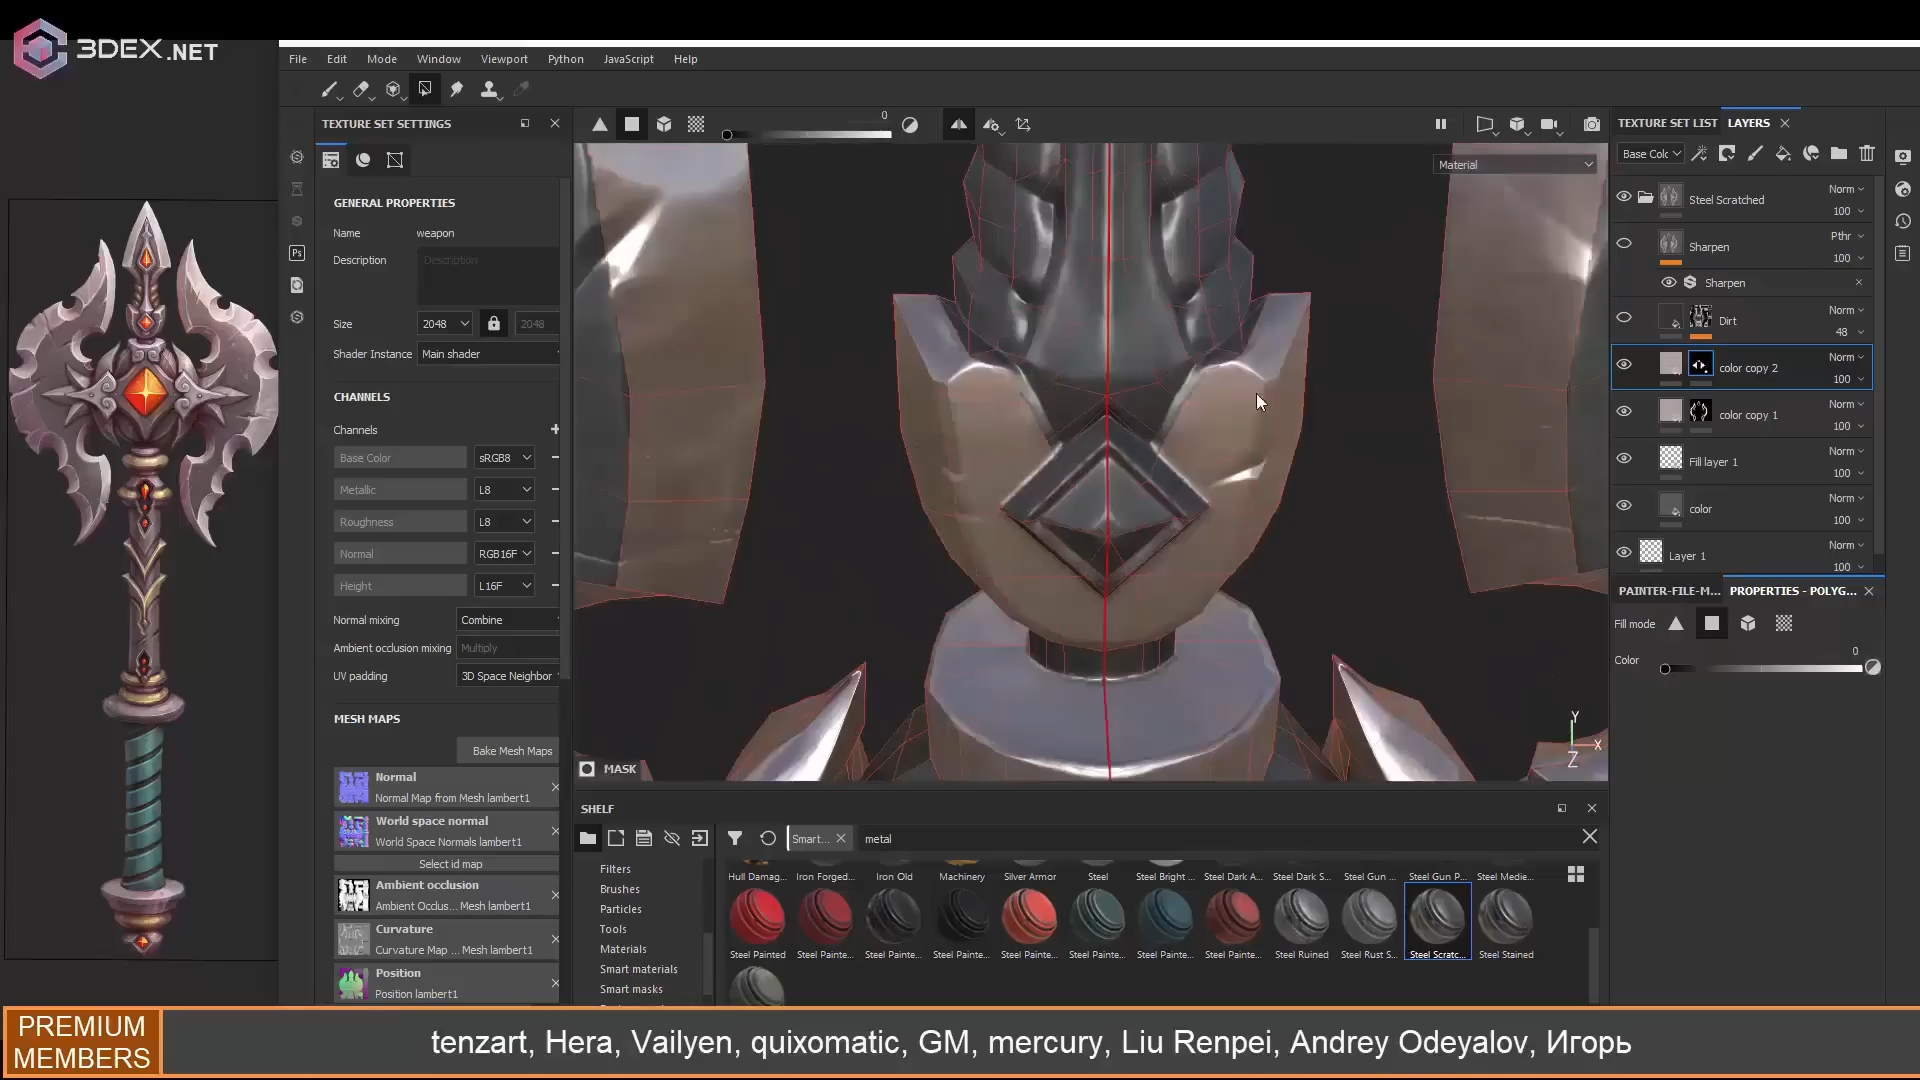 3DEX.NET
File Edit Mode Window Viewport Python JavaScript Help
TEXTURE SET SETTINGS
0
TEXTURE SET LIST LAYERS
Base Colc
Material
GENERAL PROPERTIES
Name weapon
Description Description
Size 2048 2048
Shader Instance Main shader
CHANNELS
Channels
Base Color sRGB8
Metallic L8
Roughness L8
Normal RGB16F
Height L16F
Normal mixing Combine
Ambient occlusion mixing Multiply
UV padding 3D Space Neighbor
MESH MAPS
Bake Mesh Maps
Normal
Normal Map from Mesh lambert1
World space normal
World Space Normals lambert1
Select id map
Ambient occlusion
Ambient Occlus... Mesh lambert1
Curvature
Curvature Map ... Mesh lambert1
Position
Position lambert1
Ps
Y
X
Z
MASK
Steel Scratched Norm 100
Sharpen Pthr 100
Sharpen
Dirt Norm 48
color copy 2 Norm 100
color copy 1 Norm 100
Fill layer 1 Norm 100
color Norm 100
Layer 1 Norm 100
PAINTER-FILE-M... PROPERTIES - POLYG...
Fill mode
Color 0
SHELF
Smart... metal
Filters
Brushes
Particles
Tools
Materials
Smart materials
Smart masks
Hull Damag... Iron Forged... Iron Old Machinery Silver Armor Steel Steel Bright ... Steel Dark A... Steel Dark S... Steel Gun ... Steel Gun P... Steel Medie...
Steel Painted Steel Painte... Steel Painte... Steel Painte... Steel Painte... Steel Painte... Steel Painte... Steel Painte... Steel Ruined Steel Rust S... Steel Scratc... Steel Stained
PREMIUM
MEMBERS
tenzart, Hera, Vailyen, quixomatic, GM, mercury, Liu Renpei, Andrey Odeyalov, Игорь